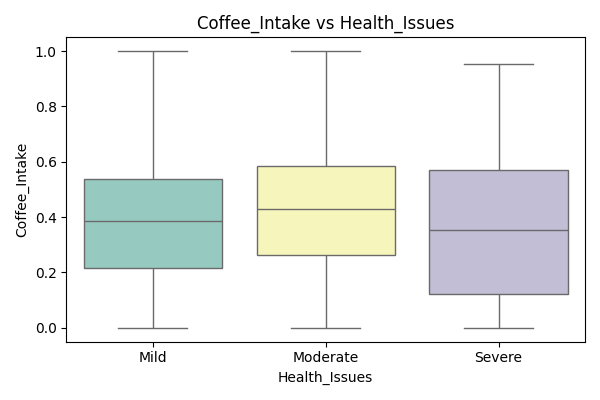 Coffee_Intake vs Health_Issues
1.0
0.8
0.6
0.4
0.2
0.0
Coffee_Intake
Mild
Moderate
Severe
Health_Issues